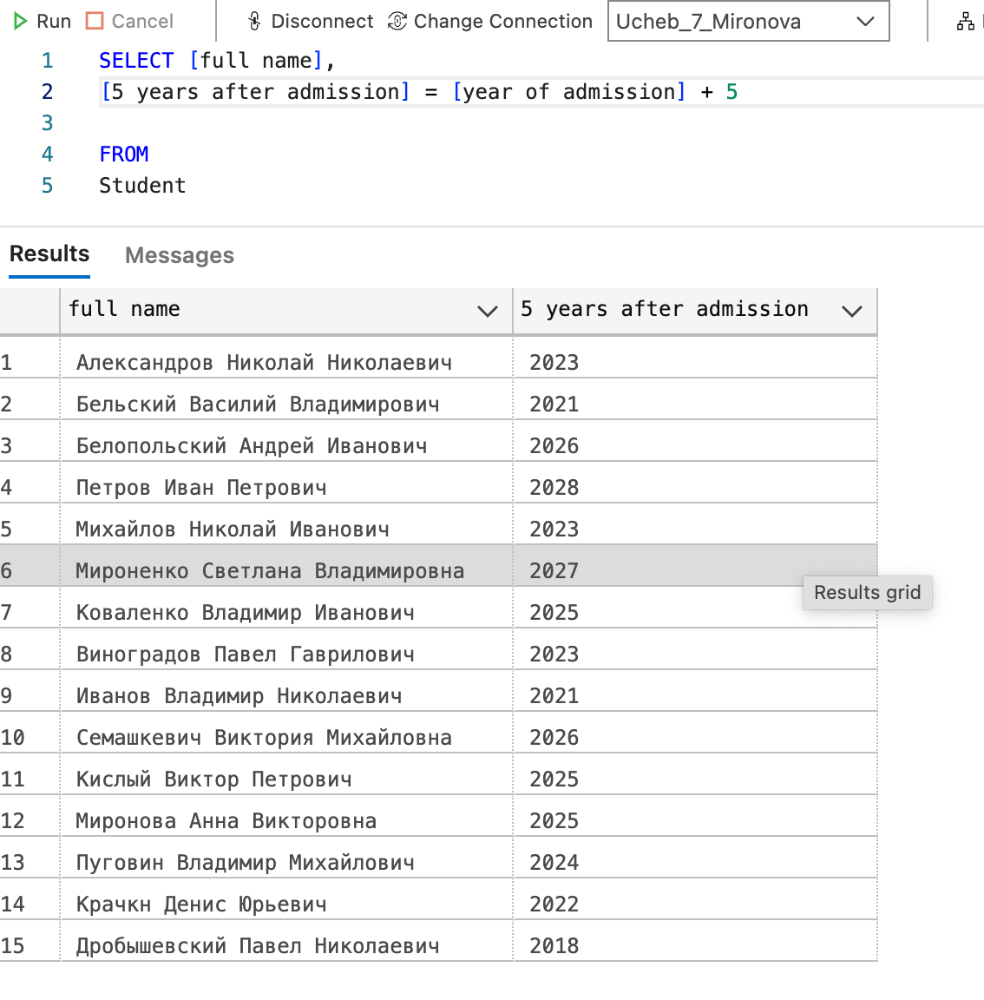 Run Cancel Disconnect Change Connection Ucheb_7_Mironova
1 SELECT [full name],
2 [5 years after admission] = [year of admission] + 5
3
4 FROM
5 Student
Results Messages
full name 5 years after admission
1 Александров Николай Николаевич 2023
2 Бельский Василий Владимирович 2021
3 Белопольский Андрей Иванович 2026
4 Петров Иван Петрович 2028
5 Михайлов Николай Иванович 2023
6 Мироненко Светлана Владимировна 2027
Results grid
7 Коваленко Владимир Иванович 2025
8 Виноградов Павел Гаврилович 2023
9 Иванов Владимир Николаевич 2021
10 Семашкевич Виктория Михайловна 2026
11 Кислый Виктор Петрович 2025
12 Миронова Анна Викторовна 2025
13 Пуговин Владимир Михайлович 2024
14 Крачкн Денис Юрьевич 2022
15 Дробышевский Павел Николаевич 2018